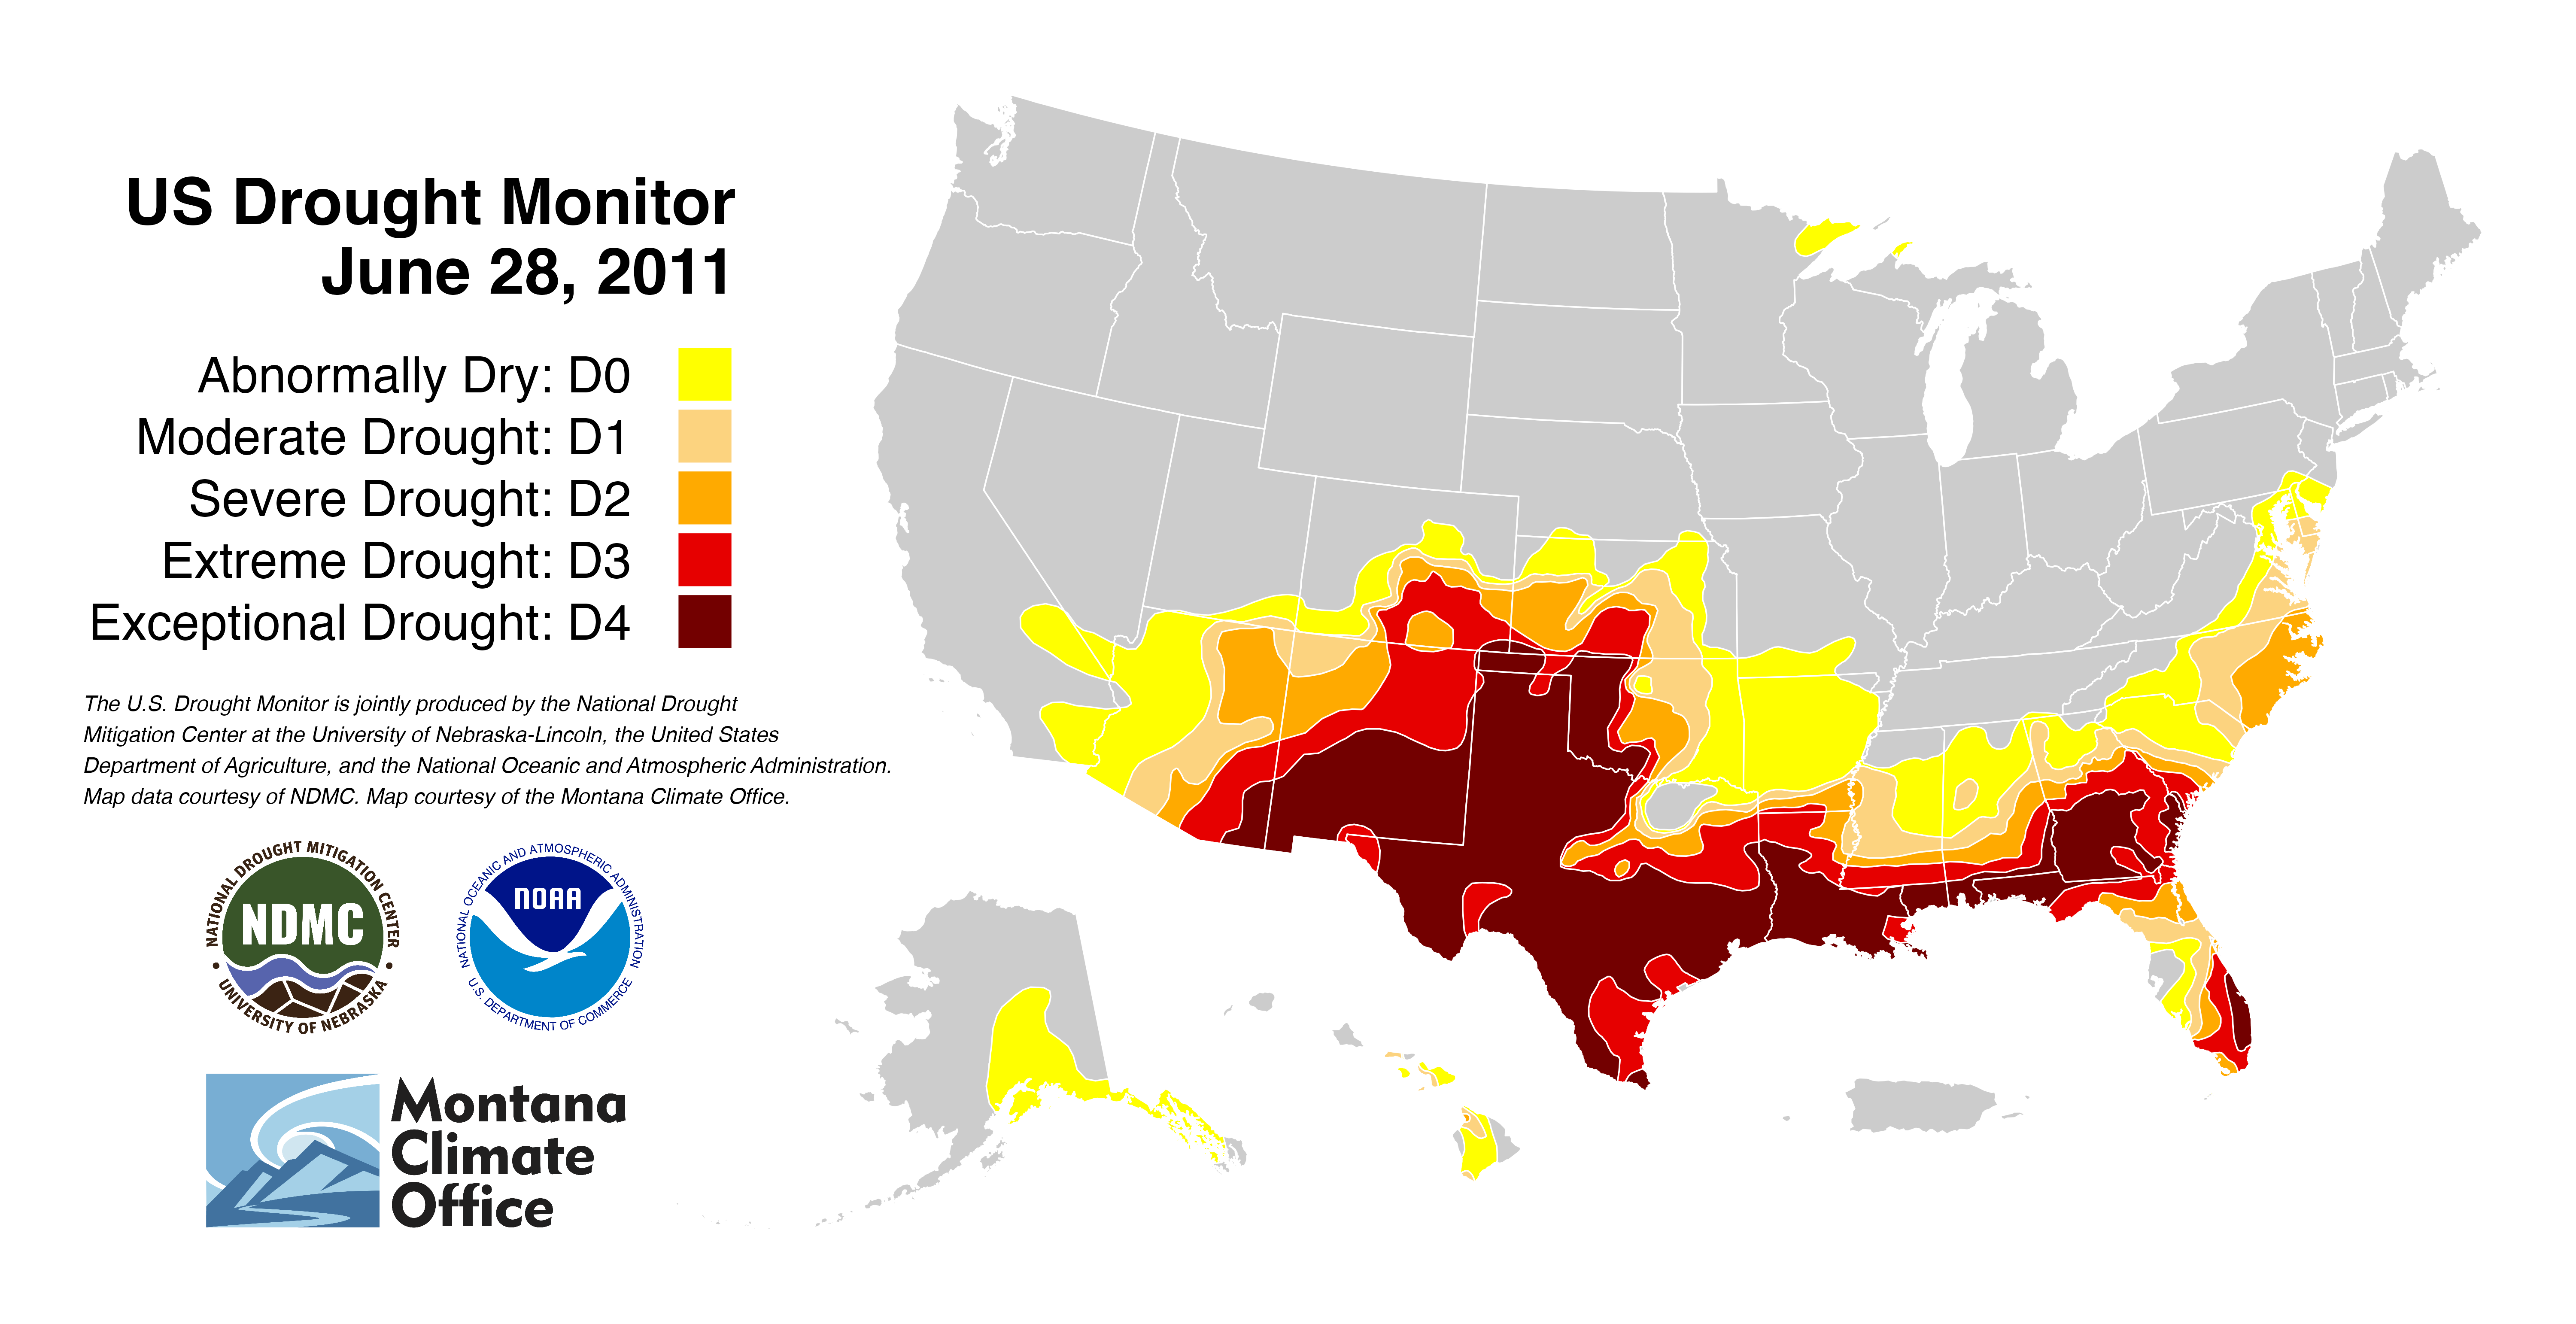 US Drought Monitor
June 28, 2011
Abnormally Dry: D0
Moderate Drought: D1
Severe Drought: D2
Extreme Drought: D3
Exceptional Drought: D4
The U.S. Drought Monitor is jointly produced by the National Drought
Mitigation Center at the University of Nebraska-Lincoln, the United States
Department of Agriculture, and the National Oceanic and Atmospheric Administration.
Map data courtesy of NDMC. Map courtesy of the Montana Climate Office.
NATIONAL DROUGHT MITIGATION CENTER
NDMC
• UNIVERSITY OF NEBRASKA •
NATIONAL OCEANIC AND ATMOSPHERIC ADMINISTRATION
NOAA
U.S. DEPARTMENT OF COMMERCE
Montana
Climate
Office